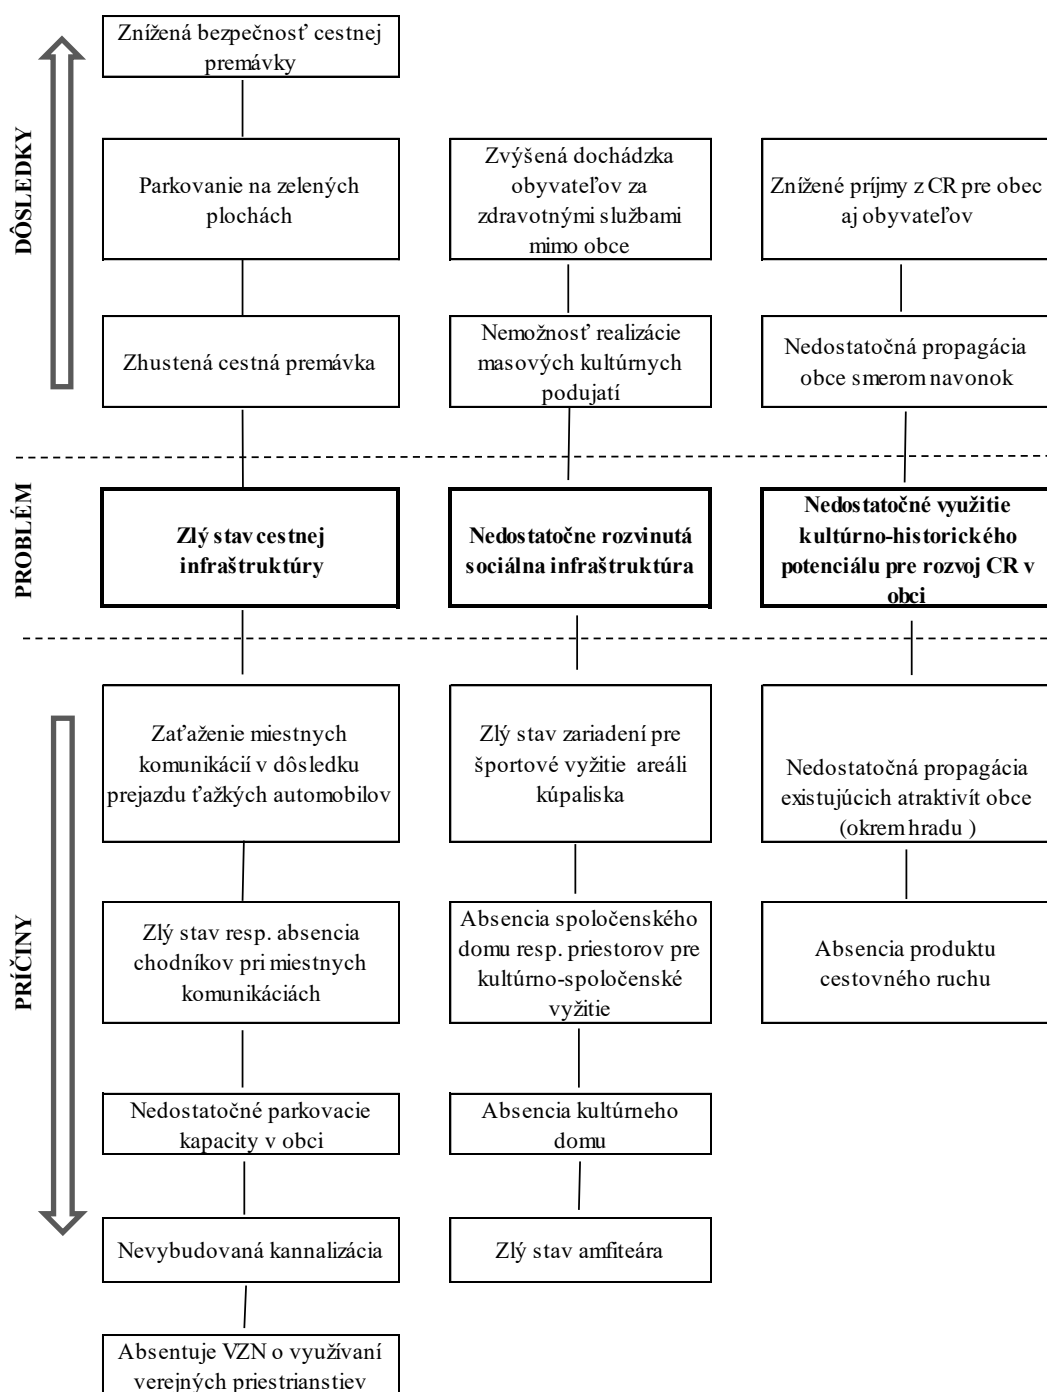 Znížená bezpečnosť cestnej
premávky
DÔSLEDKY
Parkovanie na zelených
plochách
Zvýšená dochádzka
obyvateľov za
zdravotnými službami
mimo obce
Znížené príjmy z CR pre obec
aj obyvateľov
Zhustená cestná premávka
Nemožnosť realizácie
masových kultúrnych
podujatí
Nedostatočná propagácia
obce smerom navonok
PROBLÉM
Zlý stav cestnej
infraštruktúry
Nedostatočne rozvinutá
sociálna infraštruktúra
Nedostatočné využitie
kultúrno-historického
potenciálu pre rozvoj CR v
obci
PRÍČINY
Zaťaženie miestnych
komunikácií v dôsledku
prejazdu ťažkých automobilov
Zlý stav zariadení pre
športové vyžitie areáli
kúpaliska
Nedostatočná propagácia
existujúcich atraktivít obce
(okrem hradu )
Zlý stav resp. absencia
chodníkov pri miestnych
komunikáciách
Absencia spoločenského
domu resp. priestorov pre
kultúrno-spoločenské
vyžitie
Absencia produktu
cestovného ruchu
Nedostatočné parkovacie
kapacity v obci
Absencia kultúrneho
domu
Nevybudovaná kannalizácia
Zlý stav amfiteára
Absentuje VZN o využívaní
verejných priestrianstiev